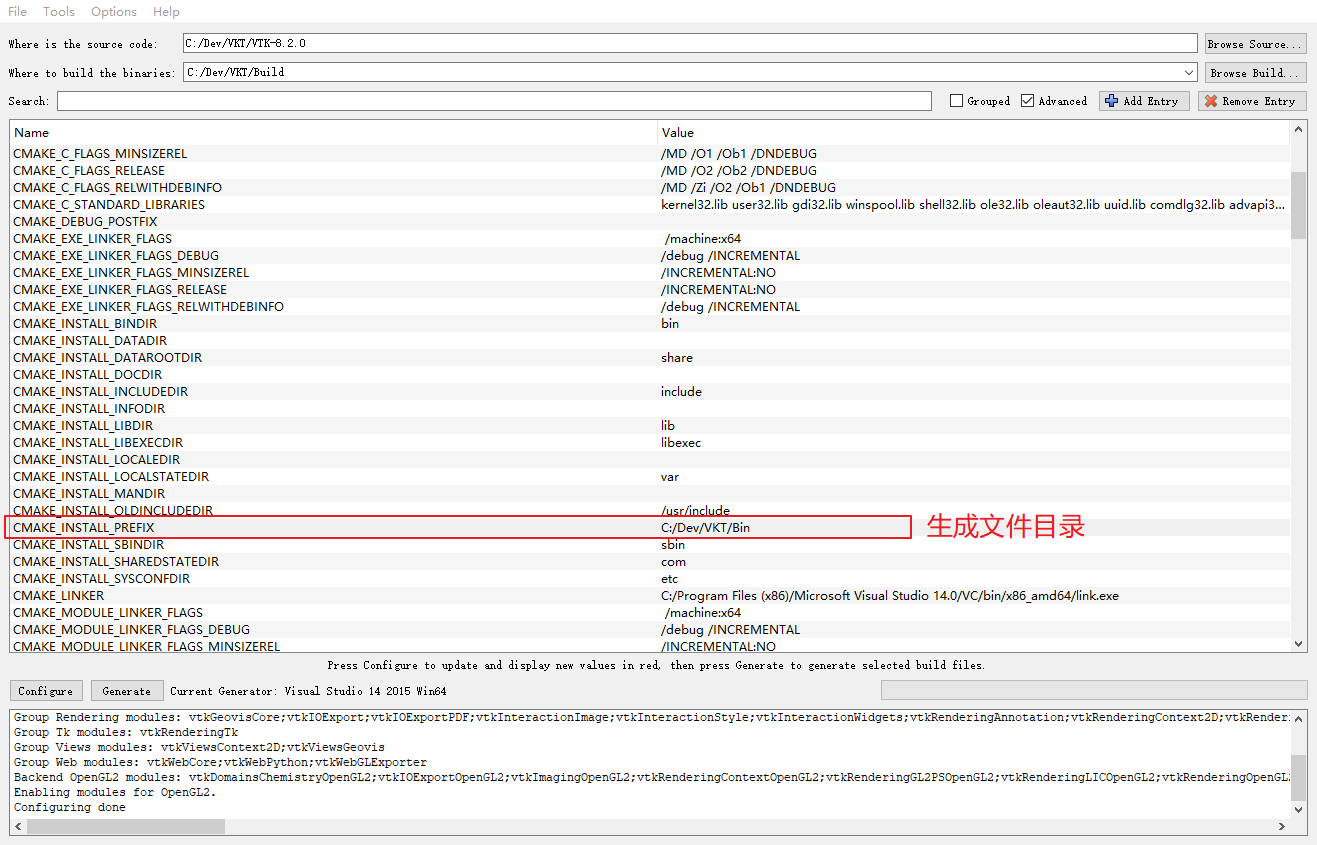 File Tools Options Help
Where is the source code: C:/Dev/VKT/VTK-8.2.0 Browse Source...
Where to build the binaries: C:/Dev/VKT/Build Browse Build...
Search: Grouped Advanced Add Entry Remove Entry
Name Value
CMAKE_C_FLAGS_MINSIZEREL /MD /O1 /Ob1 /DNDEBUG
CMAKE_C_FLAGS_RELEASE /MD /O2 /Ob2 /DNDEBUG
CMAKE_C_FLAGS_RELWITHDEBINFO /MD /Zi /O2 /Ob1 /DNDEBUG
CMAKE_C_STANDARD_LIBRARIES kernel32.lib user32.lib gdi32.lib winspool.lib shell32.lib ole32.lib oleaut32.lib uuid.lib comdlg32.lib advapi3...
CMAKE_DEBUG_POSTFIX
CMAKE_EXE_LINKER_FLAGS /machine:x64
CMAKE_EXE_LINKER_FLAGS_DEBUG /debug /INCREMENTAL
CMAKE_EXE_LINKER_FLAGS_MINSIZEREL /INCREMENTAL:NO
CMAKE_EXE_LINKER_FLAGS_RELEASE /INCREMENTAL:NO
CMAKE_EXE_LINKER_FLAGS_RELWITHDEBINFO /debug /INCREMENTAL
CMAKE_INSTALL_BINDIR bin
CMAKE_INSTALL_DATADIR
CMAKE_INSTALL_DATAROOTDIR share
CMAKE_INSTALL_DOCDIR
CMAKE_INSTALL_INCLUDEDIR include
CMAKE_INSTALL_INFODIR
CMAKE_INSTALL_LIBDIR lib
CMAKE_INSTALL_LIBEXECDIR libexec
CMAKE_INSTALL_LOCALEDIR
CMAKE_INSTALL_LOCALSTATEDIR var
CMAKE_INSTALL_MANDIR
CMAKE_INSTALL_OLDINCLUDEDIR /usr/include
CMAKE_INSTALL_PREFIX C:/Dev/VKT/Bin 生成文件目录
CMAKE_INSTALL_SBINDIR sbin
CMAKE_INSTALL_SHAREDSTATEDIR com
CMAKE_INSTALL_SYSCONFDIR etc
CMAKE_LINKER C:/Program Files (x86)/Microsoft Visual Studio 14.0/VC/bin/x86_amd64/link.exe
CMAKE_MODULE_LINKER_FLAGS /machine:x64
CMAKE_MODULE_LINKER_FLAGS_DEBUG /debug /INCREMENTAL
CMAKE_MODULE_LINKER_FLAGS_MINSIZEREL /INCREMENTAL:NO
Press Configure to update and display new values in red, then press Generate to generate selected build files.
Configure Generate Current Generator: Visual Studio 14 2015 Win64
Group Rendering modules: vtkGeovisCore;vtkIOExport;vtkIOExportPDF;vtkInteractionImage;vtkInteractionStyle;vtkInteractionWidgets;vtkRenderingAnnotation;vtkRenderingContext2D;vtkRenderi
Group Tk modules: vtkRenderingTk
Group Views modules: vtkViewsContext2D;vtkViewsGeovis
Group Web modules: vtkWebCore;vtkWebPython;vtkWebGLExporter
Backend OpenGL2 modules: vtkDomainsChemistryOpenGL2;vtkIOExportOpenGL2;vtkImagingOpenGL2;vtkRenderingContextOpenGL2;vtkRenderingGL2PSOpenGL2;vtkRenderingLICOpenGL2;vtkRenderingOpenGL2
Enabling modules for OpenGL2.
Configuring done